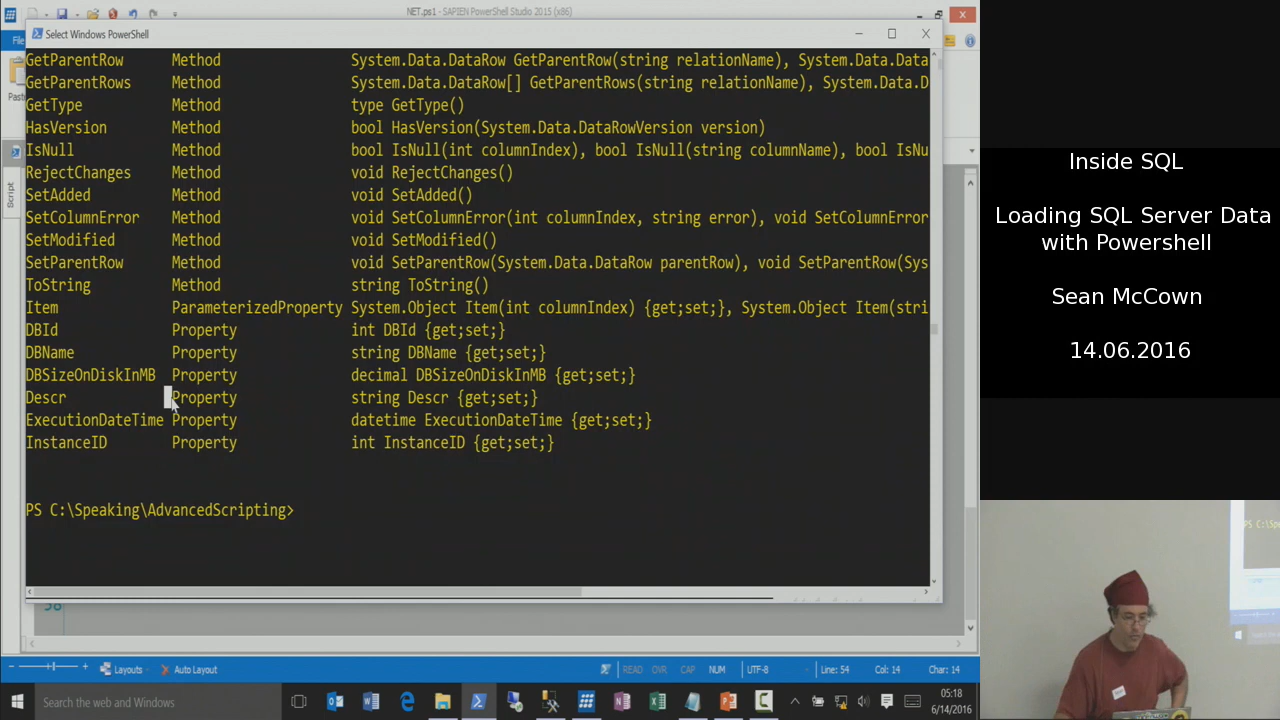 NET.ps1 - SAPIEN PowerShell Studio 2015 (x86)
Select Windows PowerShell
File
Paste
Script
GetParentRow Method System.Data.DataRow GetParentRow(string relationName), System.Data.Data
GetParentRows Method System.Data.DataRow[] GetParentRows(string relationName), System.Data.D
GetType Method type GetType()
HasVersion Method bool HasVersion(System.Data.DataRowVersion version)
IsNull Method bool IsNull(int columnIndex), bool IsNull(string columnName), bool IsNu
RejectChanges Method void RejectChanges()
SetAdded Method void SetAdded()
SetColumnError Method void SetColumnError(int columnIndex, string error), void SetColumnError
SetModified Method void SetModified()
SetParentRow Method void SetParentRow(System.Data.DataRow parentRow), void SetParentRow(Sys
ToString Method string ToString()
Item ParameterizedProperty System.Object Item(int columnIndex) {get;set;}, System.Object Item(stri
DBId Property int DBId {get;set;}
DBName Property string DBName {get;set;}
DBSizeOnDiskInMB Property decimal DBSizeOnDiskInMB {get;set;}
Descr Property string Descr {get;set;}
ExecutionDateTime Property datetime ExecutionDateTime {get;set;}
InstanceID Property int InstanceID {get;set;}
PS C:\Speaking\AdvancedScripting>
Layouts Auto Layout READ OVR CAP NUM UTF-8 Line: 54 Col: 14 Char: 14
Search the web and Windows
05:18
6/14/2016
Inside SQL
Loading SQL Server Data
with Powershell
Sean McCown
14.06.2016
PS C:\Spe